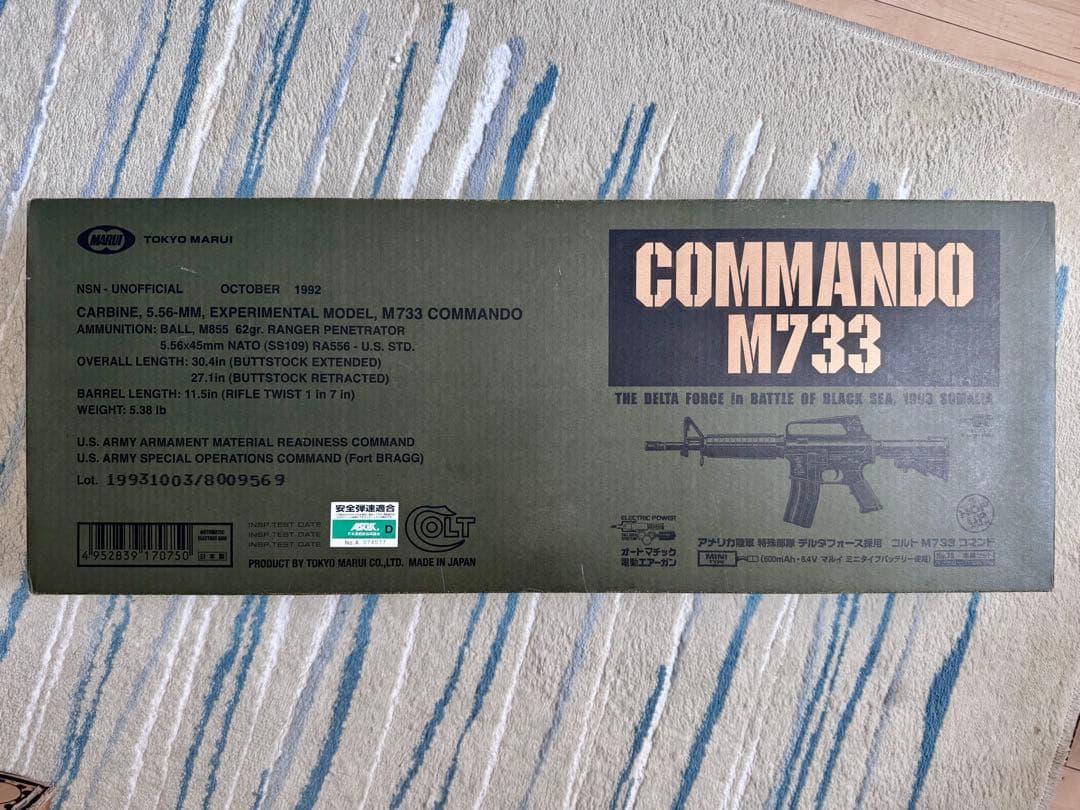 MARUI TOKYO MARUI
NSN - UNOFFICIAL OCTOBER 1992
CARBINE, 5.56-MM, EXPERIMENTAL MODEL, M733 COMMANDO
AMMUNITION: BALL, M855 62gr. RANGER PENETRATOR
5.56x45mm NATO (SS109) RA556 - U.S. STD.
OVERALL LENGTH: 30.4in (BUTTSTOCK EXTENDED)
27.1in (BUTTSTOCK RETRACTED)
BARREL LENGTH: 11.5in (RIFLE TWIST 1 in 7 in)
WEIGHT: 5.38 lb
U.S. ARMY ARMAMENT MATERIAL READINESS COMMAND
U.S. ARMY SPECIAL OPERATIONS COMMAND (Fort BRAGG)
Lot. 19931003/8009569
4 952839 170750
AUTOMATIC
ELECTRIC GUN
日本製
INSP.TEST DATE
INSP.TEST DATE
INSP.TEST DATE
安全弾速適合
ASGK
D
COLT
PRODUCT BY TOKYO MARUI CO.,LTD. MADE IN JAPAN
COMMANDO
M733
THE DELTA FORCE in BATTLE OF BLACK SEA, 1993 SOMALIA
ELECTRIC POWER
オートマチック
電動エアーガン
アメリカ陸軍 特殊部隊 デルタフォース採用 コルト M733 コマンド
MINI
TYPE
(600mAh・8.4V マルイ ミニタイプバッテリー使用)
HOP
UP